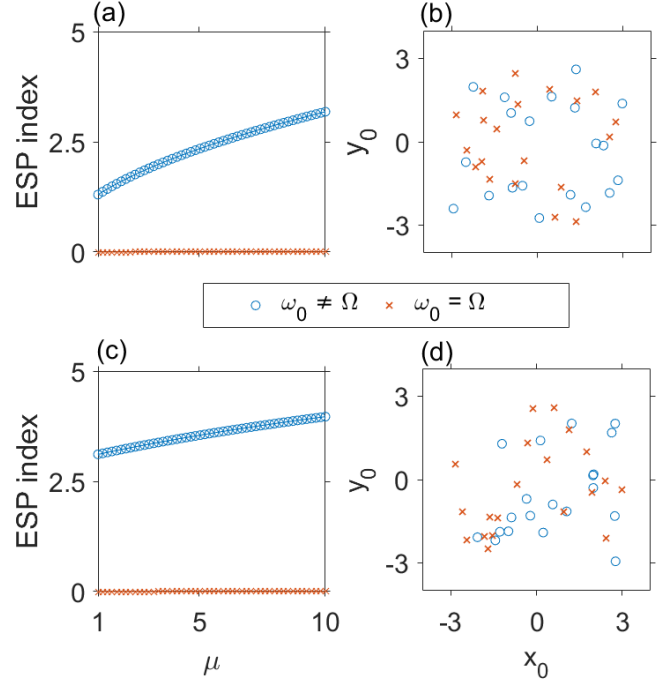 (a)
5
2.5
0
ESP index
(b)
3
0
-3
y₀
ω₀ ≠ Ω
ω₀ = Ω
(c)
5
2.5
0
ESP index
1
5
10
μ
(d)
3
0
-3
y₀
-3
0
3
x₀